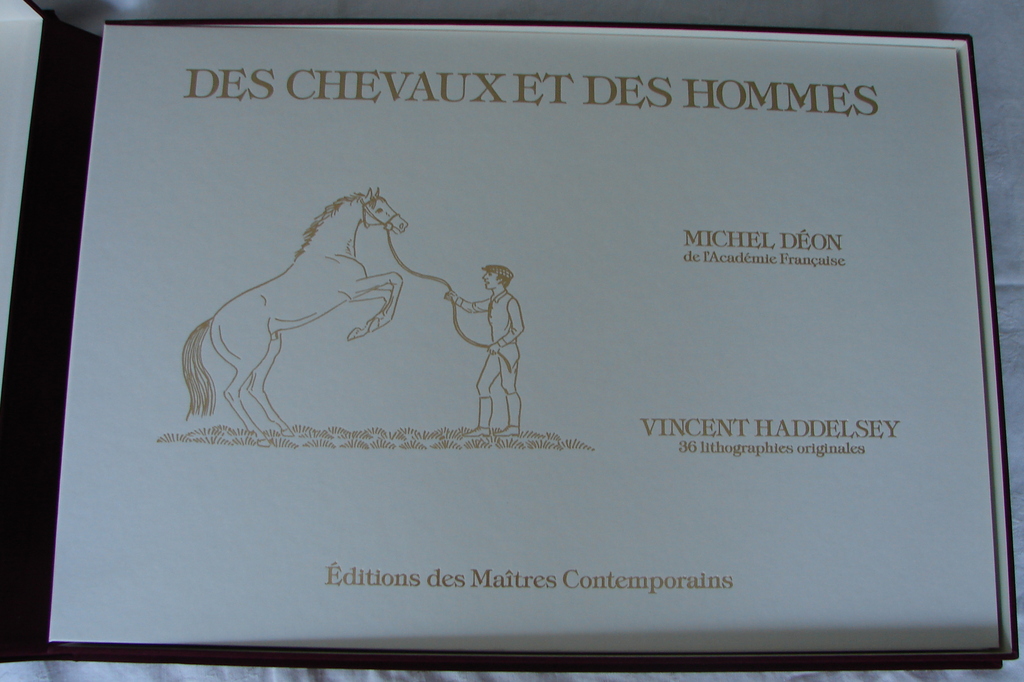 DES CHEVAUX ET DES HOMMES
MICHEL DÉON
de l'Académie Française
VINCENT HADDELSEY
36 lithographies originales
Éditions des Maîtres Contemporains